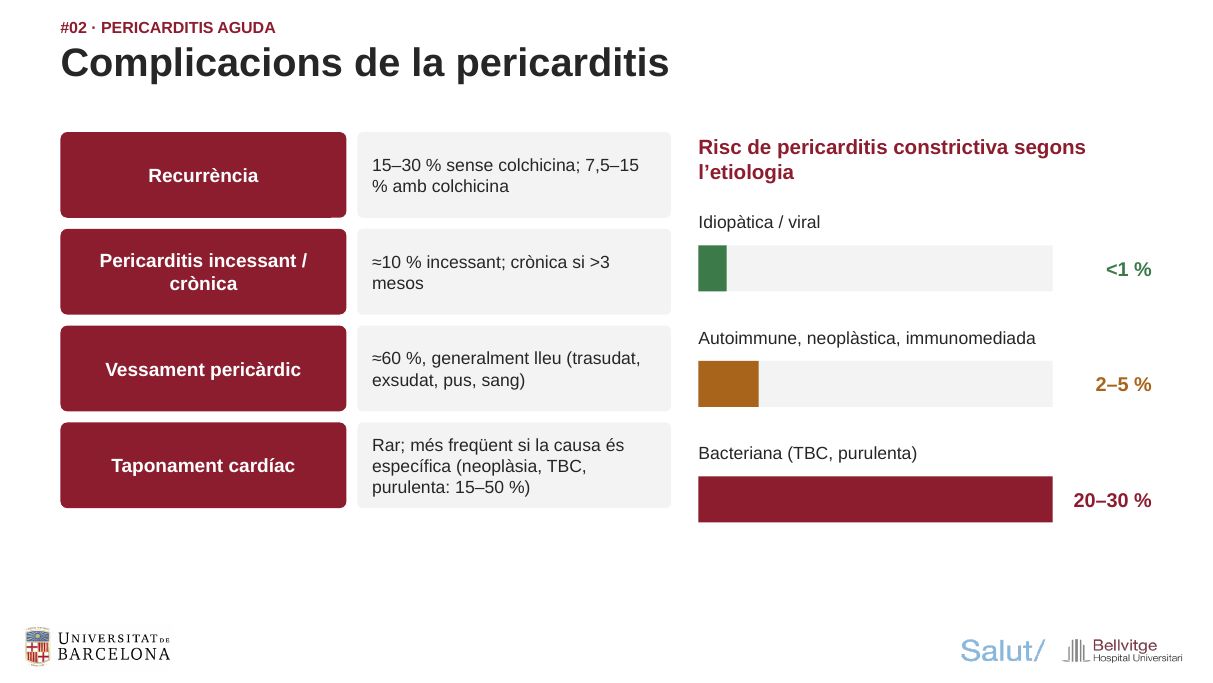 #02 · PERICARDITIS AGUDA
Complicacions de la pericarditis
Recurrència
15–30 % sense colchicina; 7,5–15
% amb colchicina
Pericarditis incessant /
crònica
≈10 % incessant; crònica si >3
mesos
Vessament pericàrdic
≈60 %, generalment lleu (trasudat,
exsudat, pus, sang)
Taponament cardíac
Rar; més freqüent si la causa és
específica (neoplàsia, TBC,
purulenta: 15–50 %)
Risc de pericarditis constrictiva segons
l’etiologia
Idiopàtica / viral
<1 %
Autoimmune, neoplàstica, immunomediada
2–5 %
Bacteriana (TBC, purulenta)
20–30 %
UNIVERSITAT DE
BARCELONA
Salut/
Bellvitge
Hospital Universitari